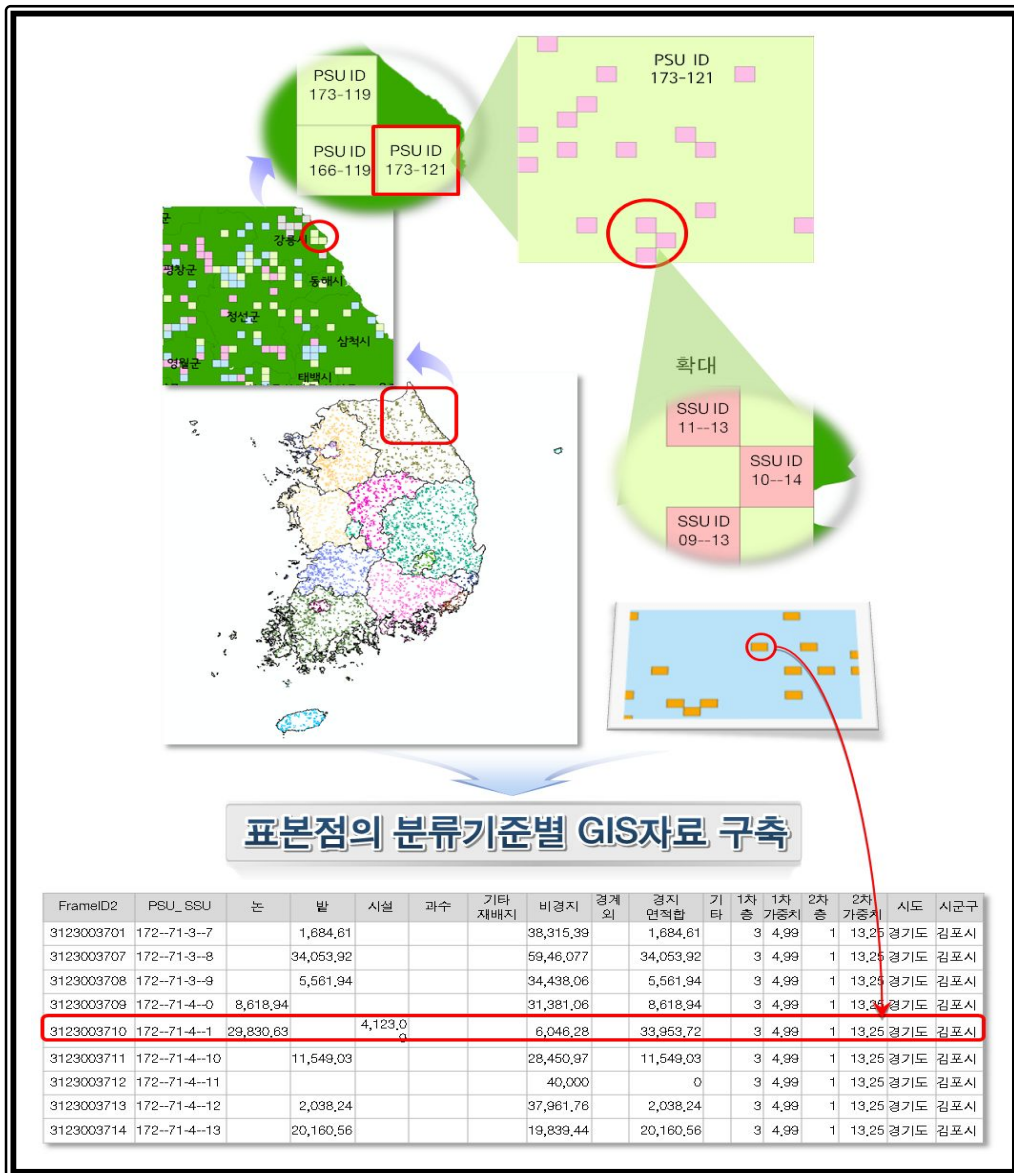 PSU ID
173-119
PSU ID
166-119
PSU ID
173-121
PSU ID
173-121
강릉시
평창군
동해시
정선군
삼척시
영월군
태백시
확대
SSU ID
11--13
SSU ID
10--14
SSU ID
09--13
표본점의 분류기준별 GIS자료 구축
FrameID2 PSU_SSU 논 밭 시설 과수 기타 재배지 비경지 경계 외 경지 면적합 기타 1차 층 1차 가중치 2차 층 2차 가중치 시도 시군구
3123003701 172--71-3--7 1,684.61 38,315.39 1,684.61 3 4.99 1 13.25 경기도 김포시
3123003707 172--71-3--8 34,053.92 59,46.077 34,053.92 3 4.99 1 13.25 경기도 김포시
3123003708 172--71-3--9 5,561.94 34,438.06 5,561.94 3 4.99 1 13.25 경기도 김포시
3123003709 172--71-4--0 8,618.94 31,381.06 8,618.94 3 4.99 1 13.25 경기도 김포시
3123003710 172--71-4--1 29,830.63 4,123.00 6,046.28 33,953.72 3 4.99 1 13.25 경기도 김포시
3123003711 172--71-4--10 11,549.03 28,450.97 11,549.03 3 4.99 1 13.25 경기도 김포시
3123003712 172--71-4--11 40,000 0 3 4.99 1 13.25 경기도 김포시
3123003713 172--71-4--12 2,038.24 37,961.76 2,038.24 3 4.99 1 13.25 경기도 김포시
3123003714 172--71-4--13 20,160.56 19,839.44 20,160.56 3 4.99 1 13.25 경기도 김포시